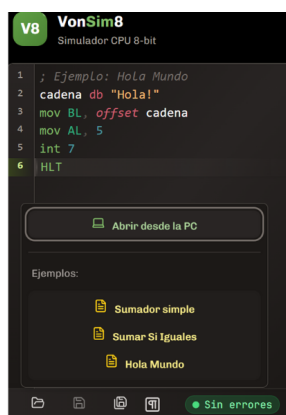 V8 VonSim8
Simulador CPU 8-bit
1 ; Ejemplo: Hola Mundo
2 cadena db "Hola!"
3 mov BL, offset cadena
4 mov AL, 5
5 int 7
6 HLT
Abrir desde la PC
Ejemplos:
Sumador simple
Sumar Si Iguales
Hola Mundo
Sin errores